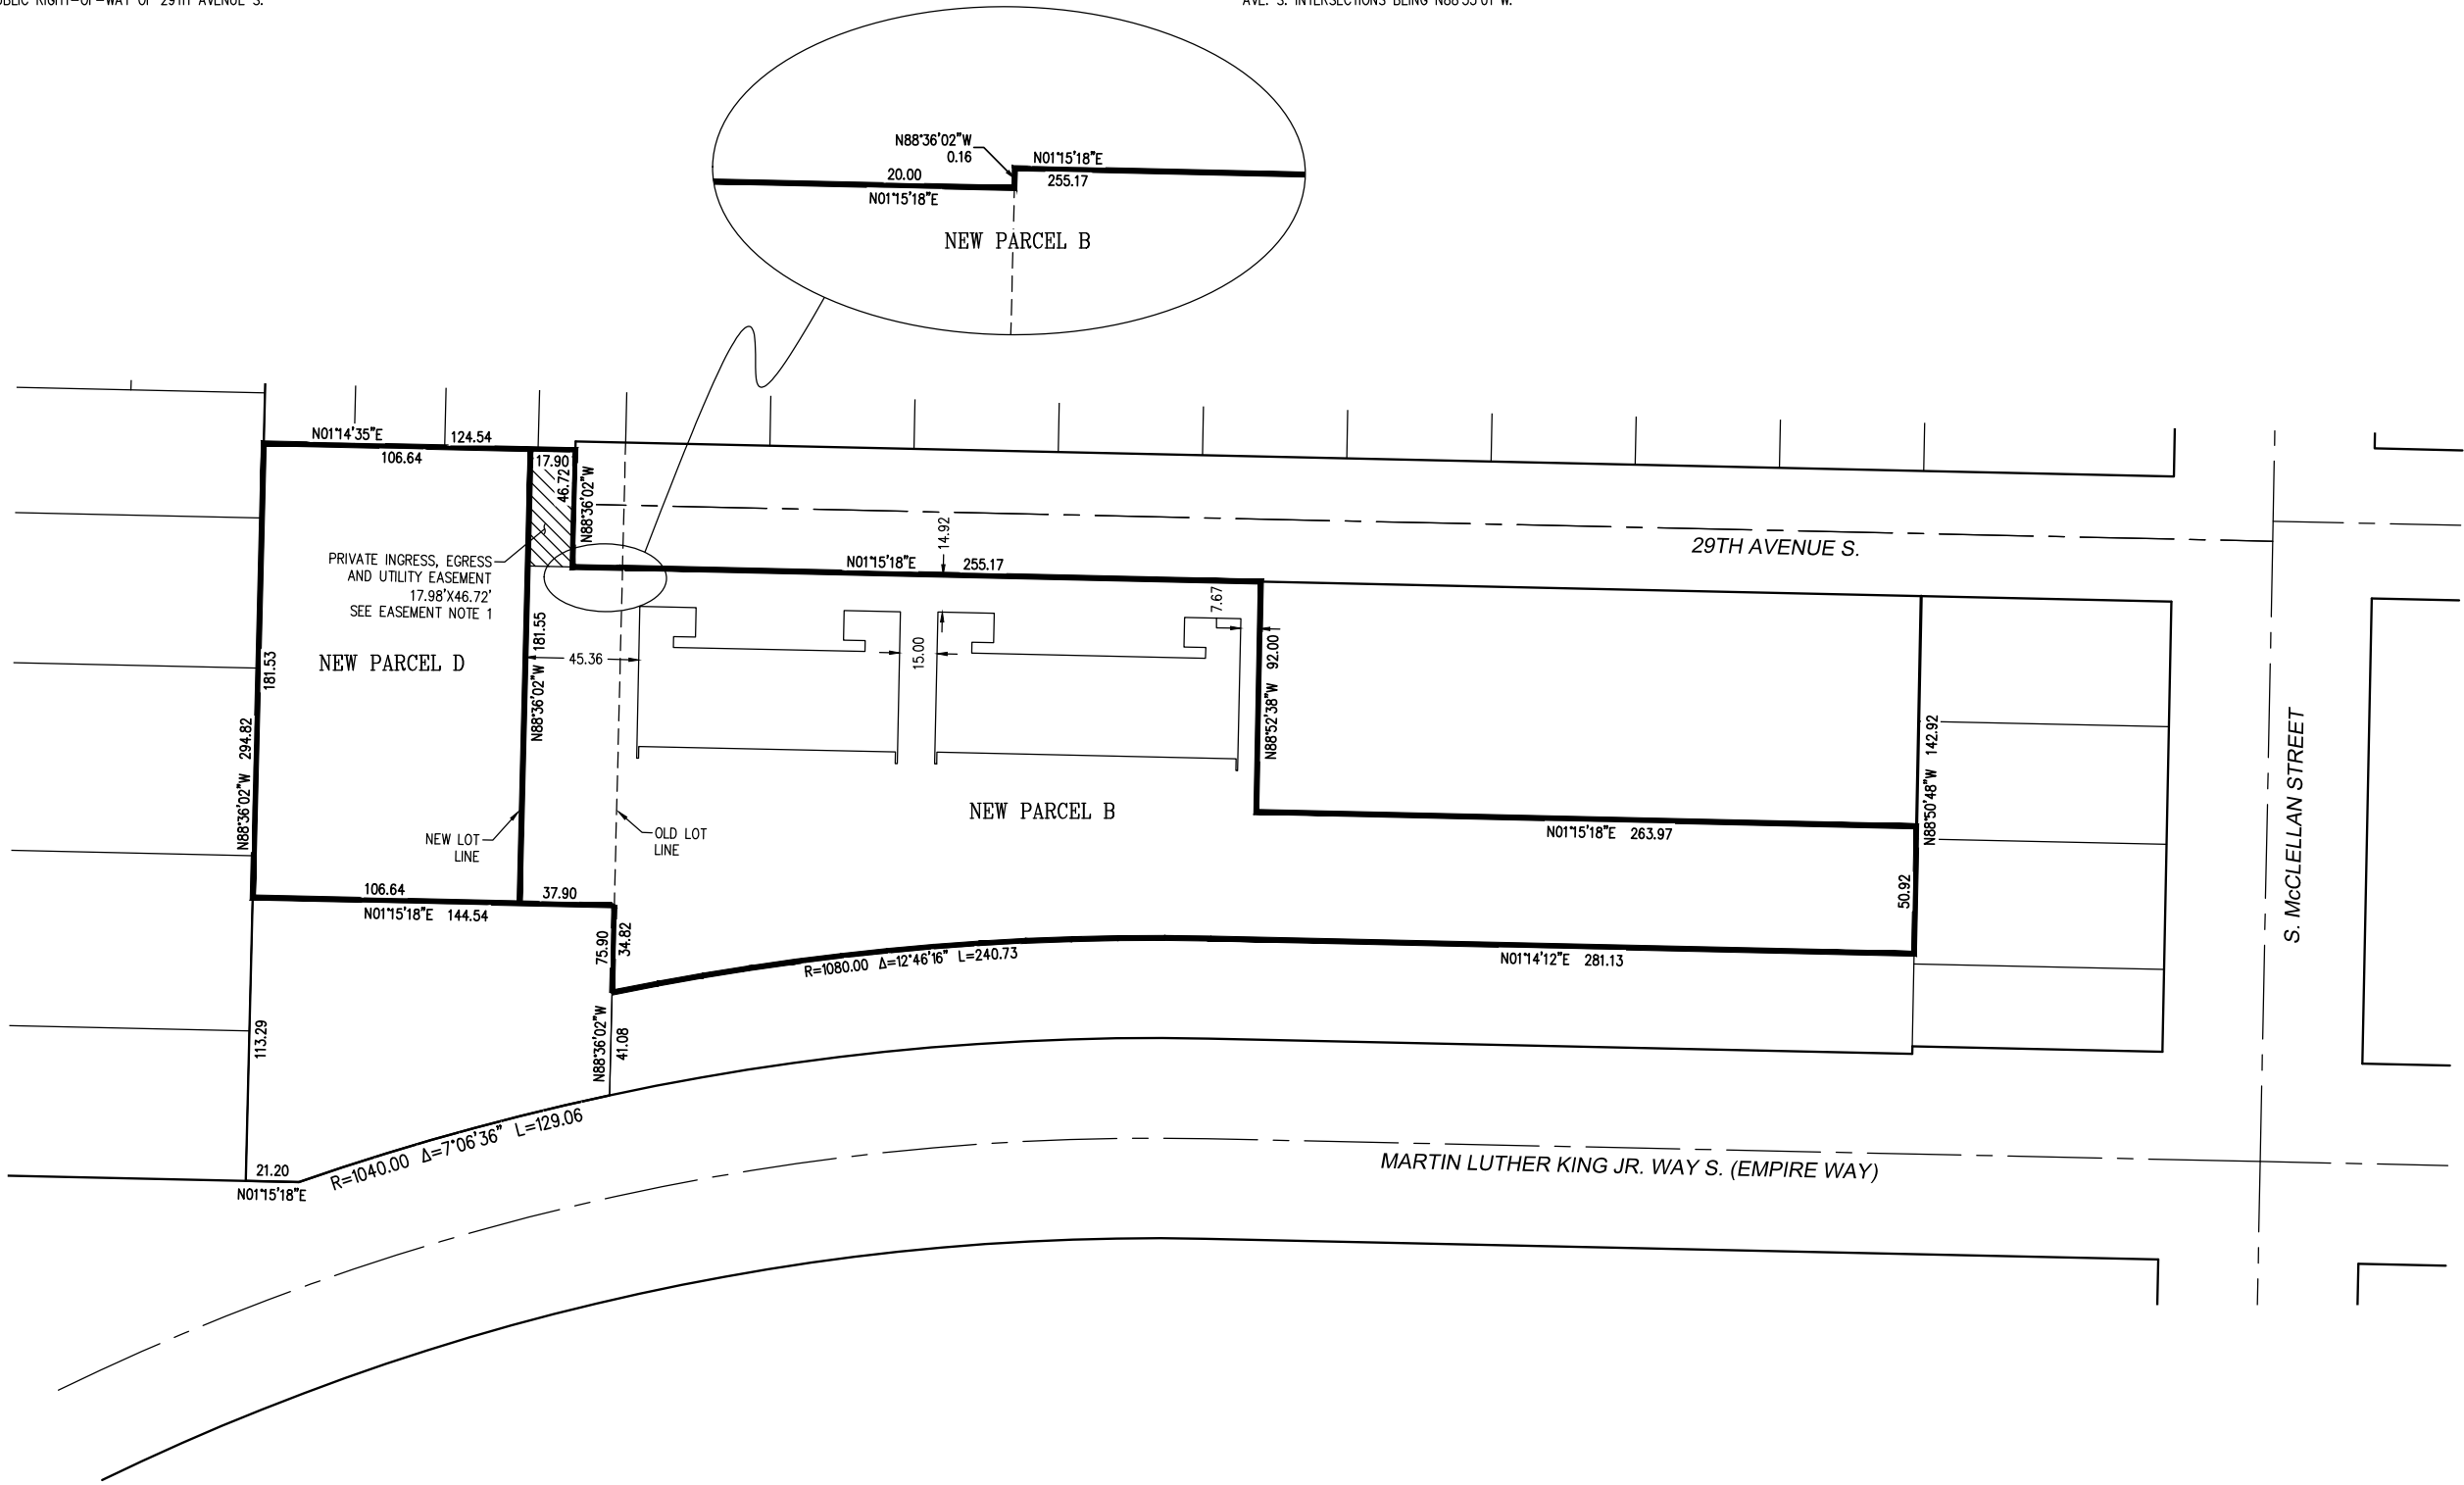 N88°36'02"W
0.16
N01°15'18"E
20.00
255.17
N01°15'18"E
NEW PARCEL B
N01°14'35"E 124.54
106.64
17.90
46.72
N88°36'02"W
14.92
29TH AVENUE S.
PRIVATE INGRESS, EGRESS
AND UTILITY EASEMENT
17.98'X46.72'
SEE EASEMENT NOTE 1
N01°15'18"E 255.17
7.67
181.53
NEW PARCEL D
N88°36'02"W 181.55
45.36
15.00
N88°52'38"W 92.00
N88°36'02"W 294.82
N88°50'48"W 142.92
S. McCLELLAN STREET
NEW LOT
LINE
OLD LOT
LINE
NEW PARCEL B
N01°15'18"E 263.97
106.64
37.90
N01°15'18"E 144.54
50.92
75.90
34.82
R=1080.00 Δ=12°46'16" L=240.73
N01°14'12"E 281.13
113.29
N88°36'02"W
41.08
R=1040.00 Δ=7°06'36" L=129.06
21.20
N01°15'18"E
MARTIN LUTHER KING JR. WAY S. (EMPIRE WAY)